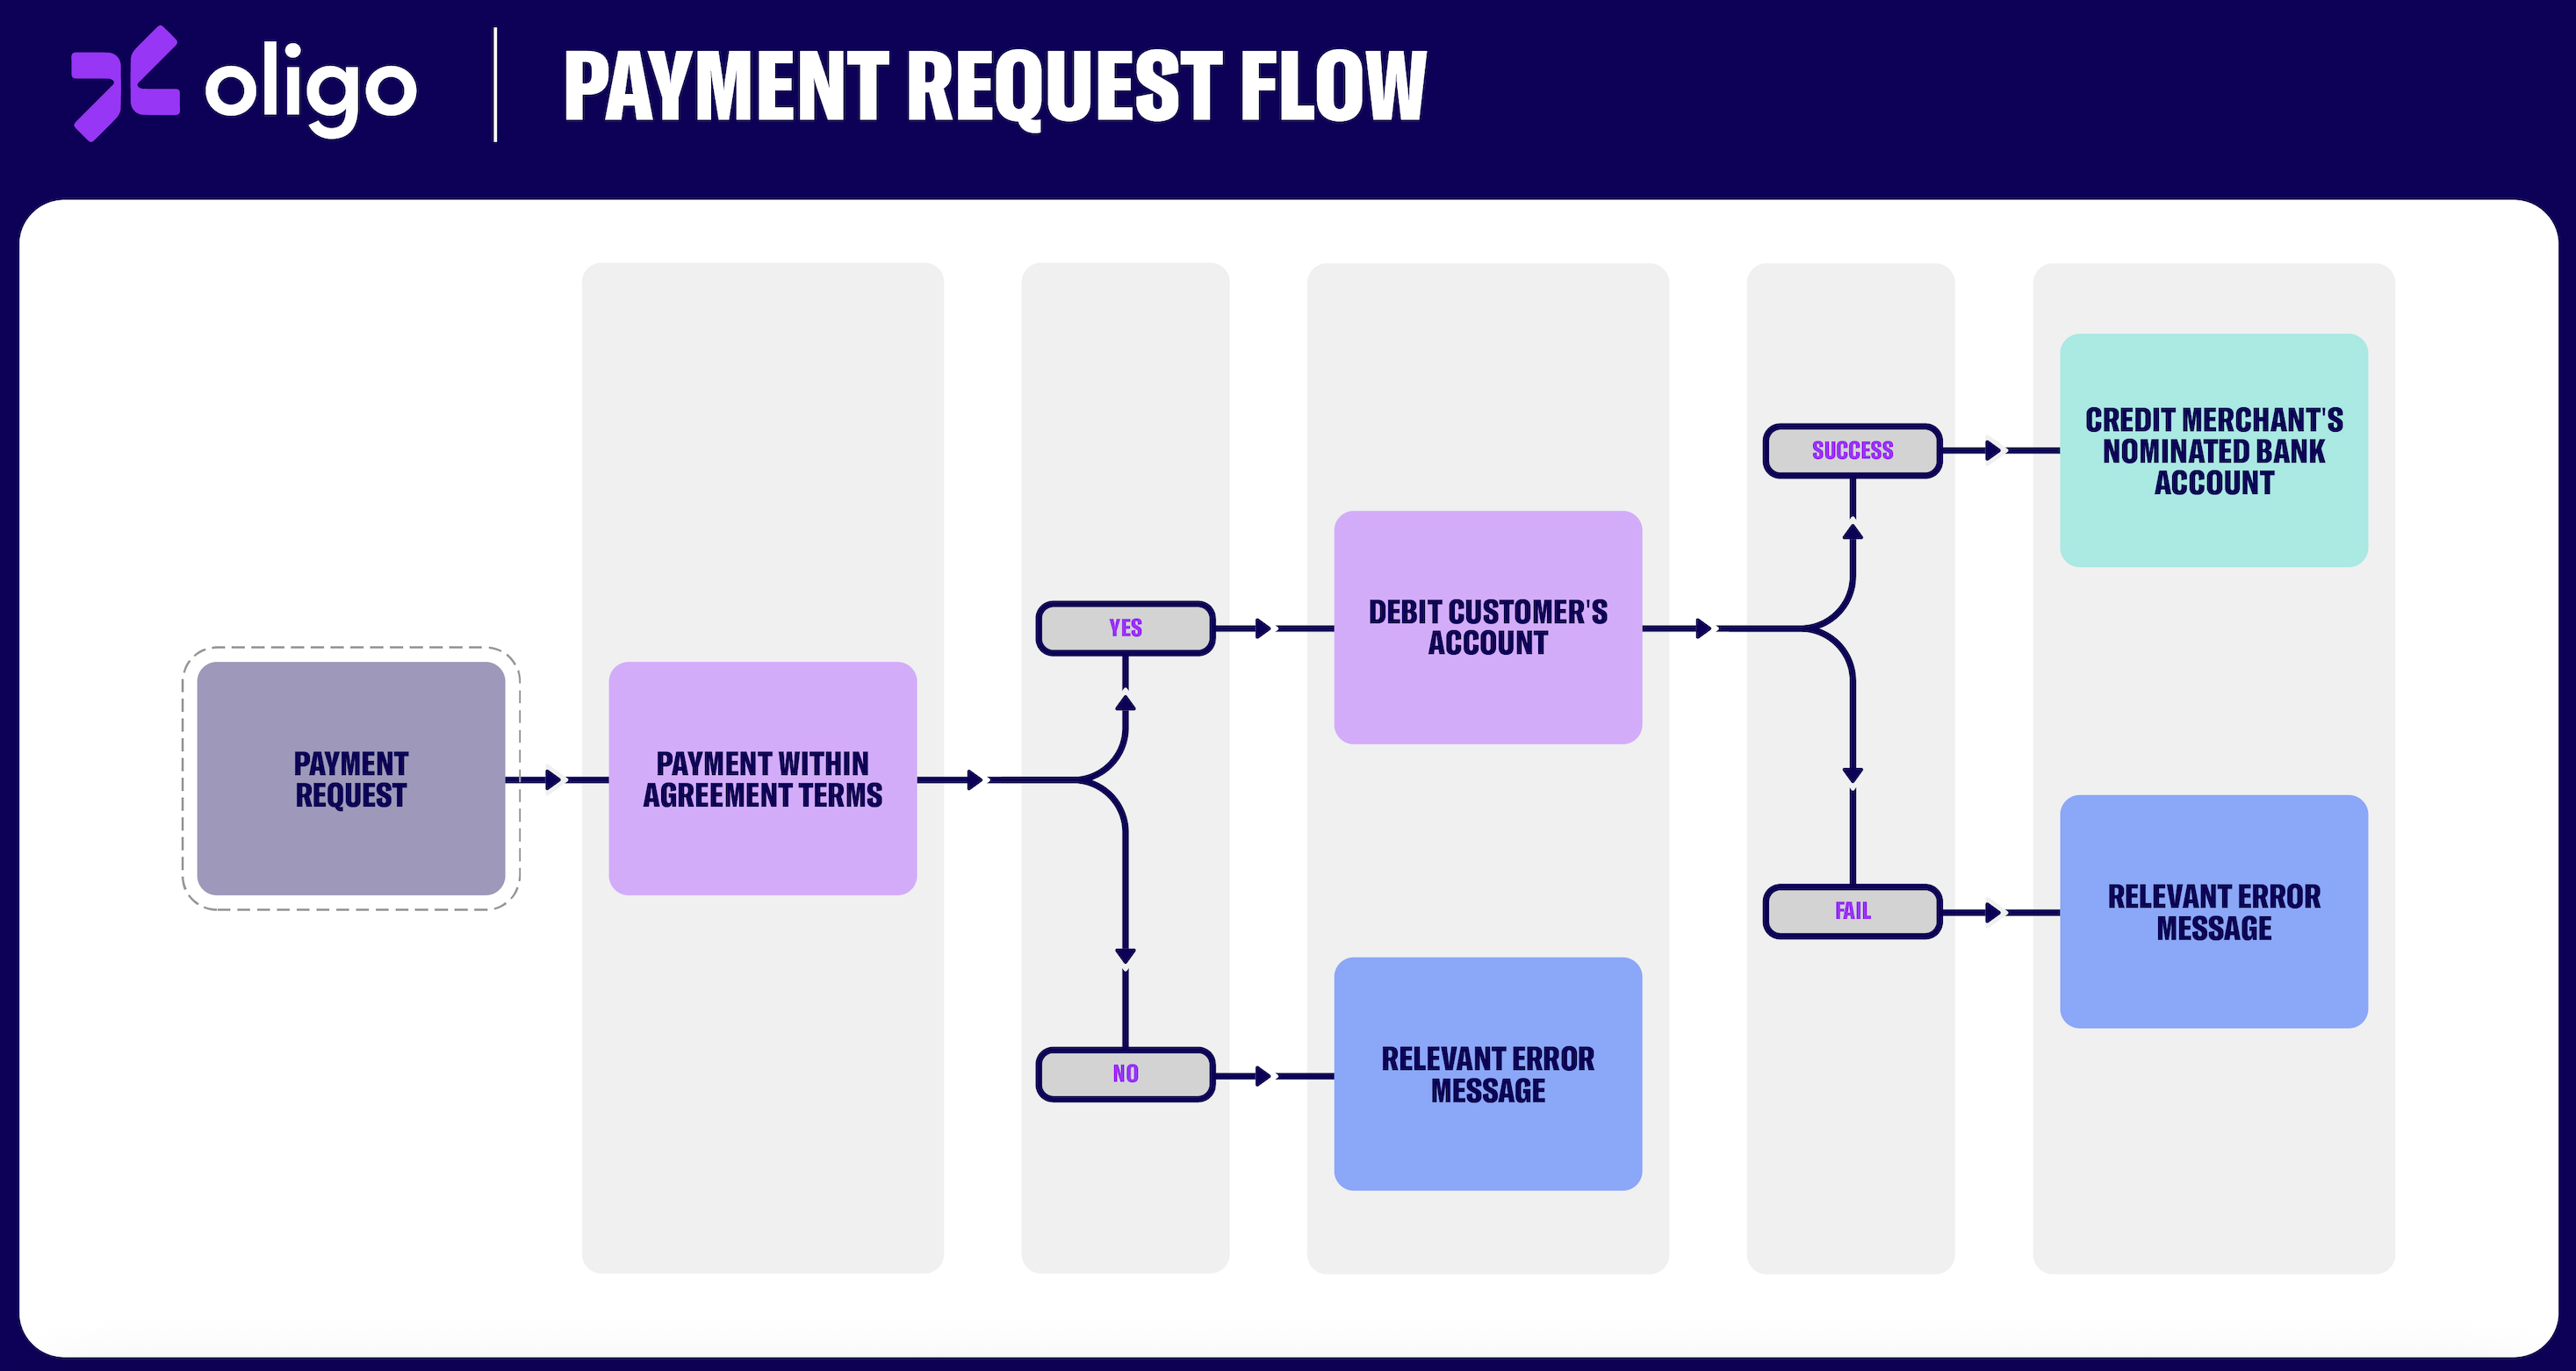 oligo
PAYMENT REQUEST FLOW
PAYMENT
REQUEST
PAYMENT WITHIN
AGREEMENT TERMS
YES
NO
DEBIT CUSTOMER'S
ACCOUNT
RELEVANT ERROR
MESSAGE
SUCCESS
FAIL
CREDIT MERCHANT'S
NOMINATED BANK
ACCOUNT
RELEVANT ERROR
MESSAGE